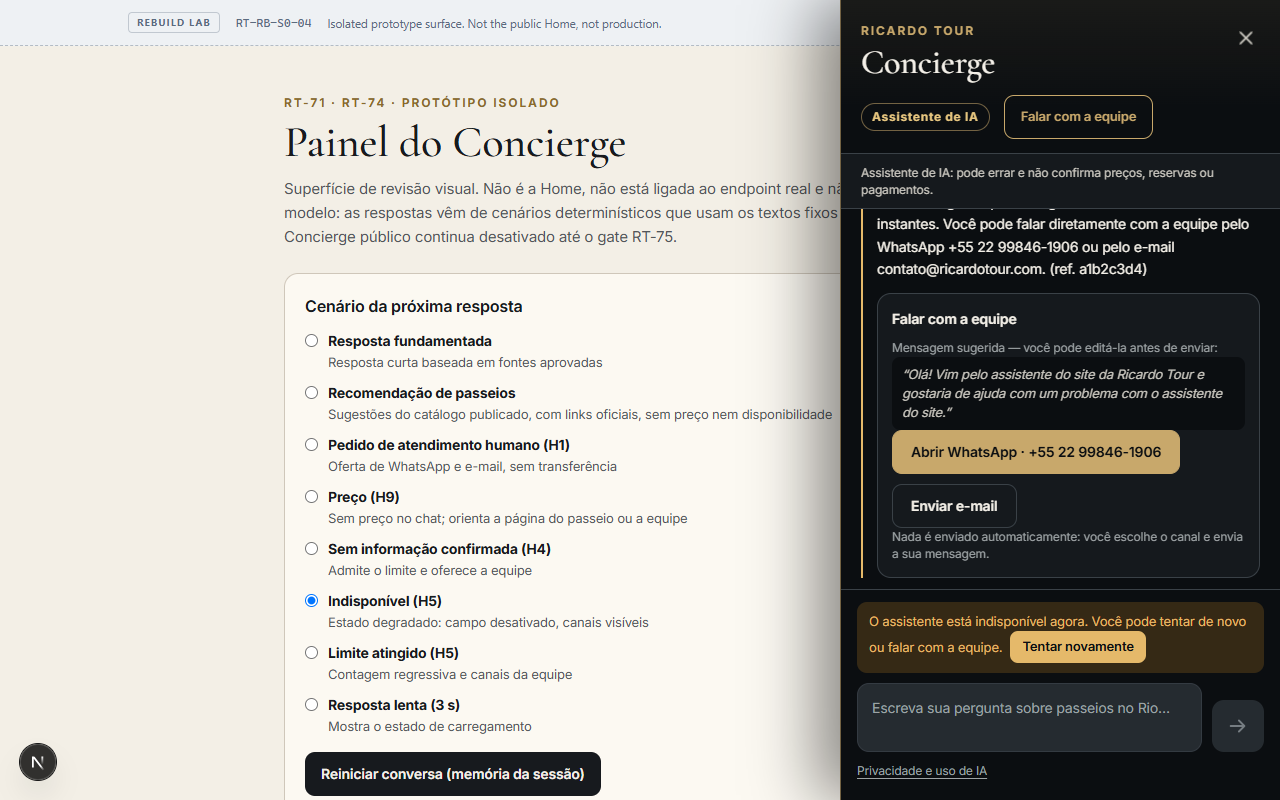 REBUILD LAB RT-RB-S0-04 Isolated prototype surface. Not the public Home, not production.
RT-71 · RT-74 · PROTÓTIPO ISOLADO
Painel do Concierge
Superfície de revisão visual. Não é a Home, não está ligada ao endpoint real e
modelo: as respostas vêm de cenários determinísticos que usam os textos fixos
Concierge público continua desativado até o gate RT-75.
Cenário da próxima resposta
Resposta fundamentada
Resposta curta baseada em fontes aprovadas
Recomendação de passeios
Sugestões do catálogo publicado, com links oficiais, sem preço nem disponibilidade
Pedido de atendimento humano (H1)
Oferta de WhatsApp e e-mail, sem transferência
Preço (H9)
Sem preço no chat; orienta a página do passeio ou a equipe
Sem informação confirmada (H4)
Admite o limite e oferece a equipe
Indisponível (H5)
Estado degradado: campo desativado, canais visíveis
Limite atingido (H5)
Contagem regressiva e canais da equipe
Resposta lenta (3 s)
Mostra o estado de carregamento
Reiniciar conversa (memória da sessão)
N
RICARDO TOUR
Concierge
Assistente de IA
Falar com a equipe
Assistente de IA: pode errar e não confirma preços, reservas ou
pagamentos.
instantes. Você pode falar diretamente com a equipe pelo
WhatsApp +55 22 99846-1906 ou pelo e-mail
contato@ricardotour.com. (ref. a1b2c3d4)
Falar com a equipe
Mensagem sugerida — você pode editá-la antes de enviar:
“Olá! Vim pelo assistente do site da Ricardo Tour e
gostaria de ajuda com um problema com o assistente
do site.”
Abrir WhatsApp · +55 22 99846-1906
Enviar e-mail
Nada é enviado automaticamente: você escolhe o canal e envia
a sua mensagem.
O assistente está indisponível agora. Você pode tentar de novo
ou falar com a equipe. Tentar novamente
Escreva sua pergunta sobre passeios no Rio…
Privacidade e uso de IA